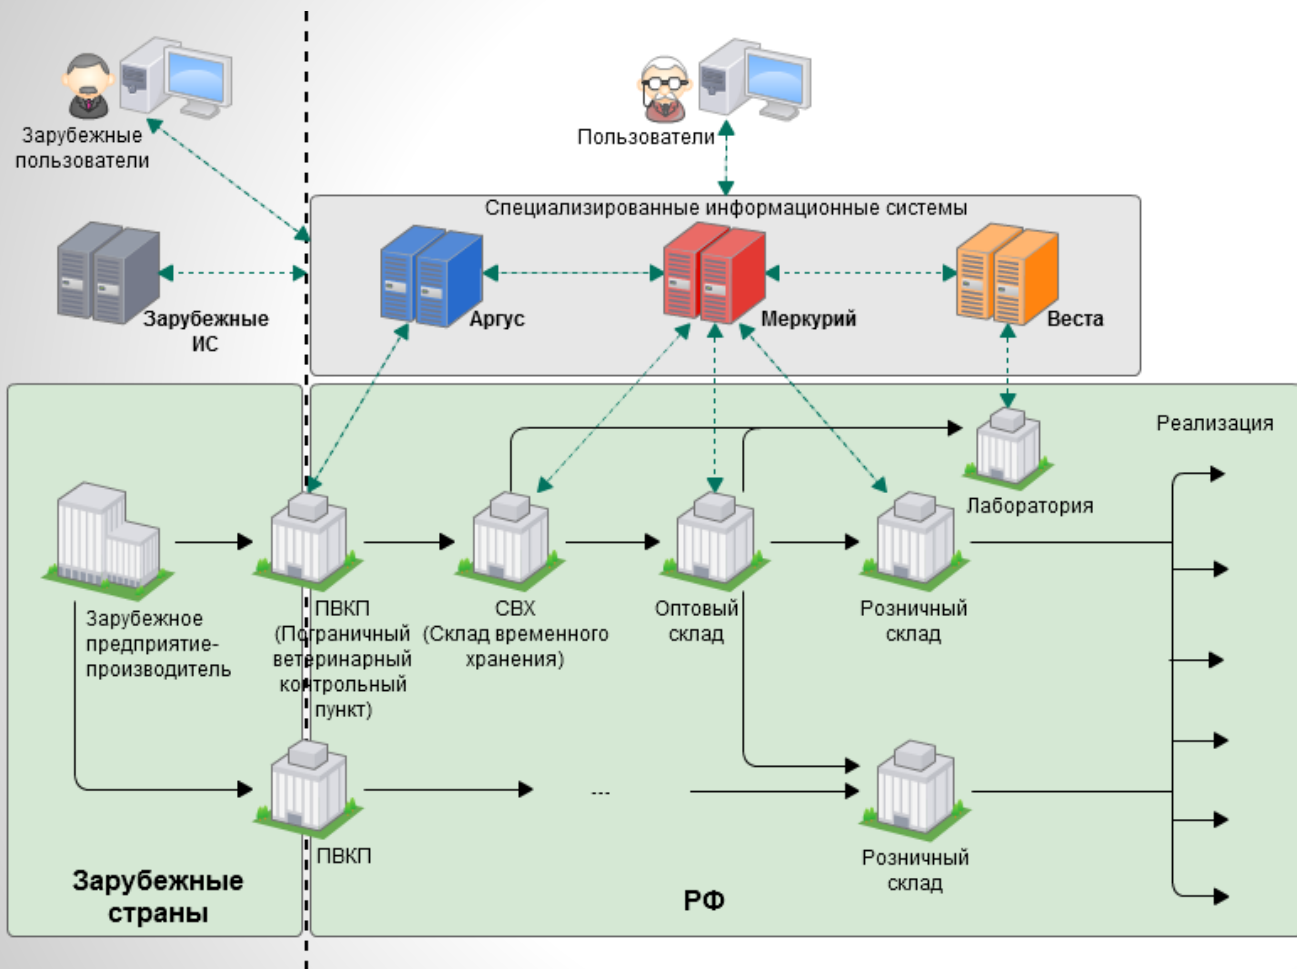 Зарубежные
пользователи
Пользователи
Специализированные информационные системы
Зарубежные
ИС
Аргус
Меркурий
Веста
Реализация
Лаборатория
Зарубежное
предприятие-
производитель
ПВКП
(Пограничный
ветеринарный
контрольный
пункт)
СВХ
(Склад временного
хранения)
Оптовый
склад
Розничный
склад
...
ПВКП
Розничный
склад
Зарубежные
страны
РФ